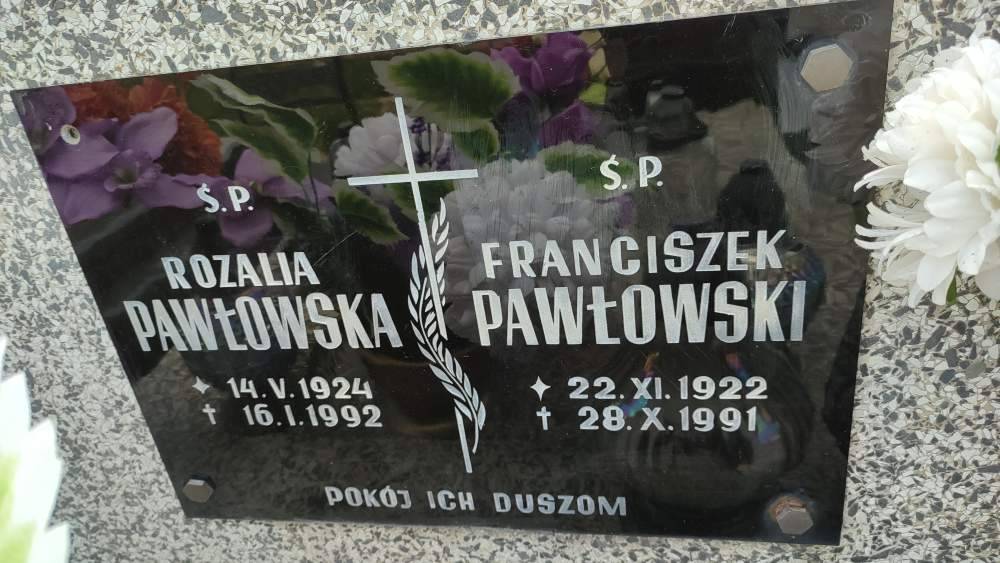 Ś.P.
ROZALIA
PAWŁOWSKA
✦ 14.V.1924
† 16.I.1992
Ś.P.
FRANCISZEK
PAWŁOWSKI
✦ 22.XI.1922
† 28.X.1991
POKÓJ ICH DUSZOM